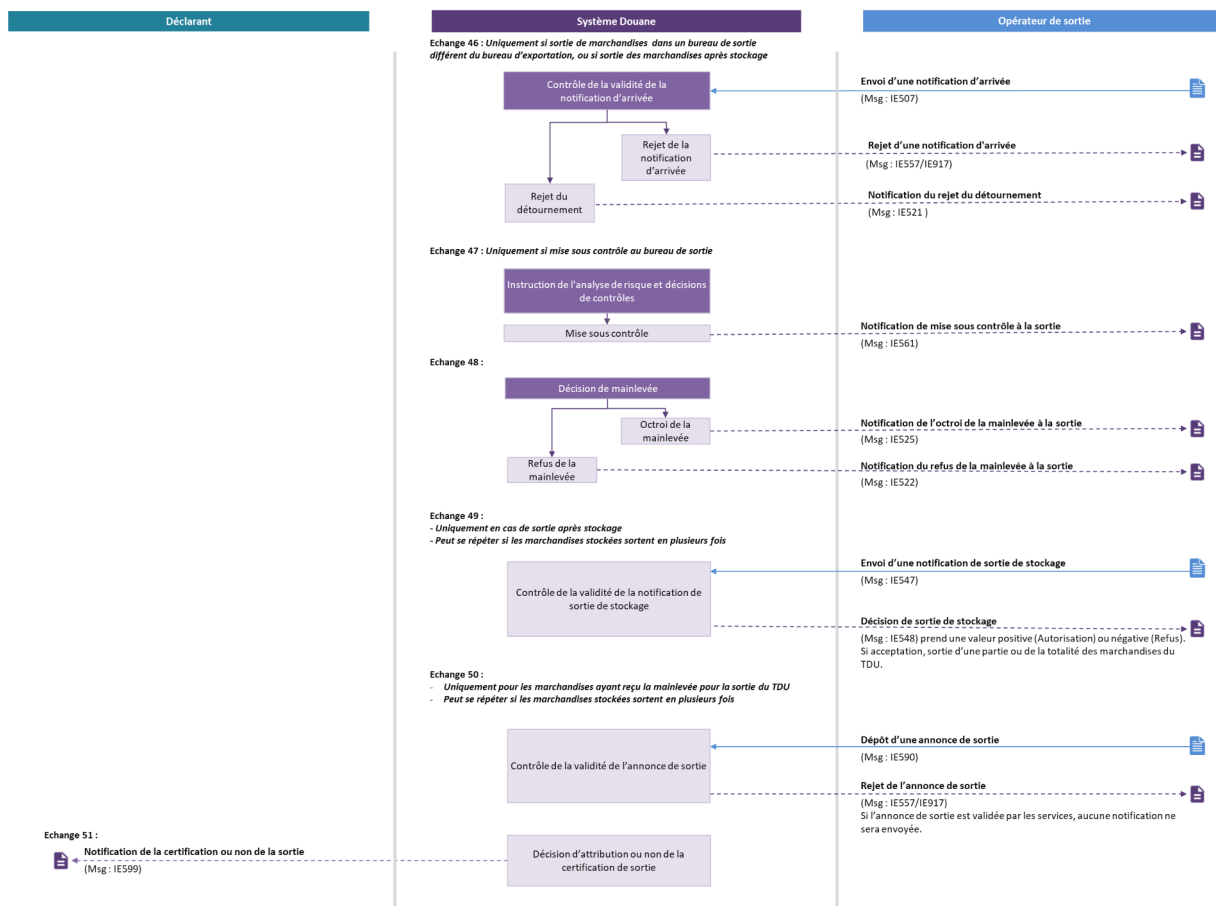 Déclarant
Système Douane
Opérateur de sortie
Echange 46 : Uniquement si sortie de marchandises dans un bureau de sortie
différent du bureau d'exportation, ou si sortie des marchandises après stockage
Contrôle de la validité de la
notification d'arrivée
Envoi d'une notification d'arrivée
(Msg : IE507)
Rejet de la
notification
d'arrivée
Rejet d'une notification d'arrivée
(Msg : IE557/IE917)
Rejet du
détournement
Notification du rejet du détournement
(Msg : IE521 )
Echange 47 : Uniquement si mise sous contrôle au bureau de sortie
Instruction de l'analyse de risque et décisions
de contrôles
Mise sous contrôle
Notification de mise sous contrôle à la sortie
(Msg : IE561)
Echange 48 :
Décision de mainlevée
Octroi de la
mainlevée
Notification de l'octroi de la mainlevée à la sortie
(Msg : IE525)
Refus de la
mainlevée
Notification du refus de la mainlevée à la sortie
(Msg : IE522)
Echange 49 :
- Uniquement en cas de sortie après stockage
- Peut se répéter si les marchandises stockées sortent en plusieurs fois
Contrôle de la validité de la notification de
sortie de stockage
Envoi d'une notification de sortie de stockage
(Msg : IE547)
Décision de sortie de stockage
(Msg : IE548) prend une valeur positive (Autorisation) ou négative (Refus).
Si acceptation, sortie d'une partie ou de la totalité des marchandises du
TDU.
Echange 50 :
- Uniquement pour les marchandises ayant reçu la mainlevée pour la sortie du TDU
- Peut se répéter si les marchandises stockées sortent en plusieurs fois
Contrôle de la validité de l'annonce de sortie
Dépôt d'une annonce de sortie
(Msg : IE590)
Rejet de l'annonce de sortie
(Msg : IE557/IE917)
Si l'annonce de sortie est validée par les services, aucune notification ne
sera envoyée.
Echange 51 :
Notification de la certification ou non de la sortie
(Msg : IE599)
Décision d'attribution ou non de la
certification de sortie